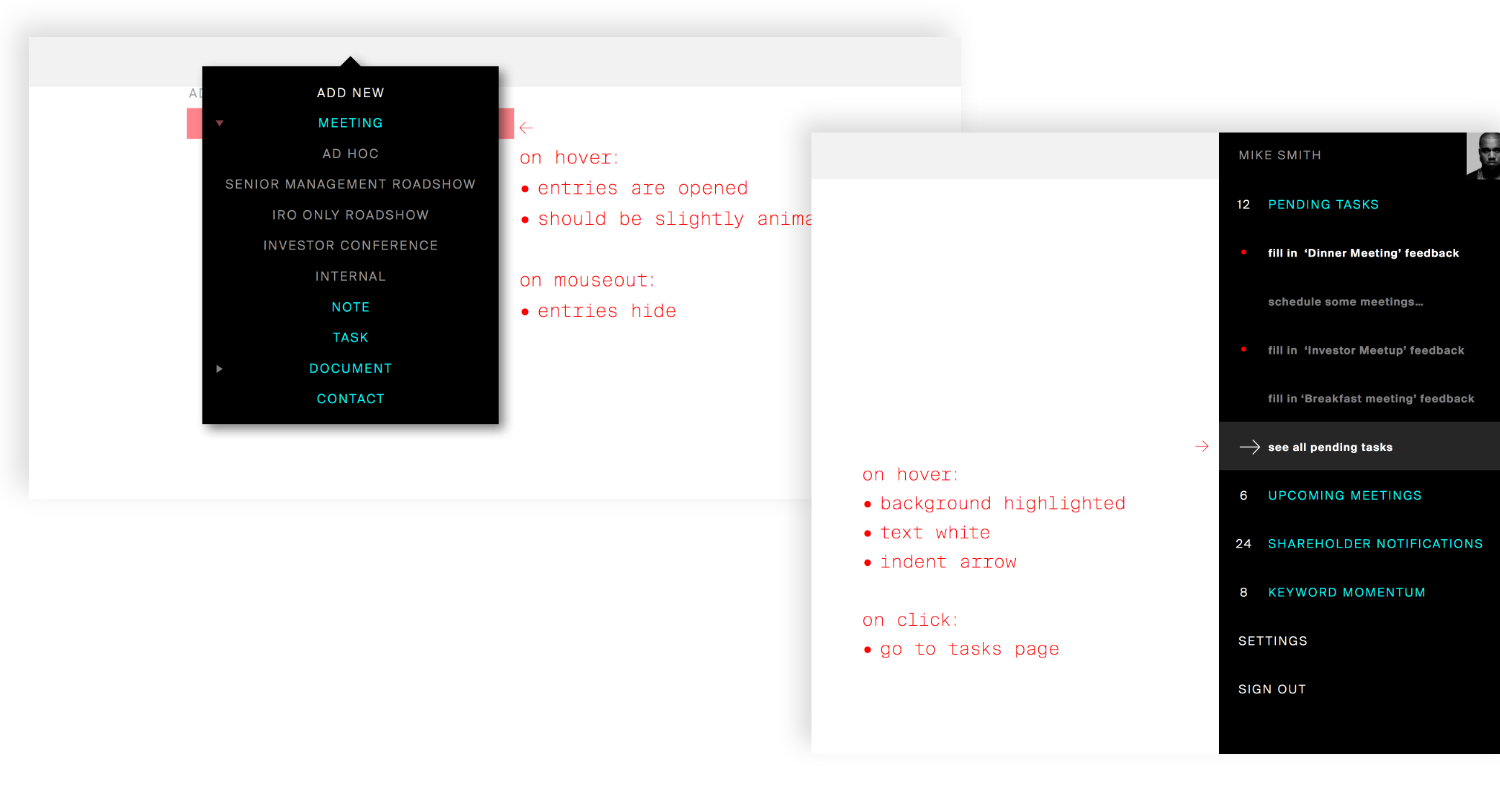 ADD NEW
MEETING
AD HOC
SENIOR MANAGEMENT ROADSHOW
IRO ONLY ROADSHOW
INVESTOR CONFERENCE
INTERNAL
NOTE
TASK
DOCUMENT
CONTACT
←
on hover:
• entries are opened
• should be slightly
on mouseout:
• entries hide
→
on hover:
• background highlighted
• text white
• indent arrow
on click:
• go to tasks page
MIKE SMITH
12 PENDING TASKS
• fill in ‘Dinner Meeting’ feedback
schedule some meetings…
• fill in ‘Investor Meetup’ feedback
fill in ‘Breakfast meeting’ feedback
→ see all pending tasks
6 UPCOMING MEETINGS
24 SHAREHOLDER NOTIFICATIONS
8 KEYWORD MOMENTUM
SETTINGS
SIGN OUT